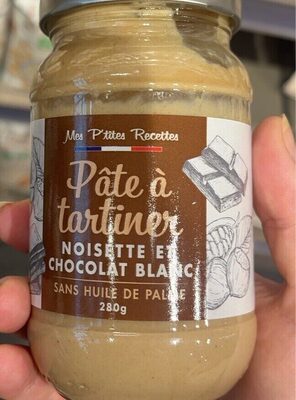 Mes P'tites Recettes
Pâte à
tartiner
NOISETTE ET
CHOCOLAT BLANC
SANS HUILE DE PALME
280g